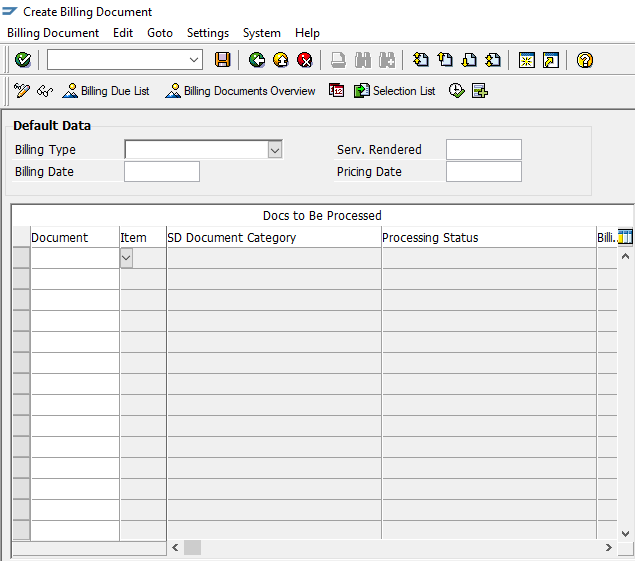 Create Billing Document
Billing Document Edit Goto Settings System Help
Billing Due List Billing Documents Overview 12 Selection List
Default Data
Billing Type Serv. Rendered
Billing Date Pricing Date
Docs to Be Processed
Document Item SD Document Category Processing Status Billi..